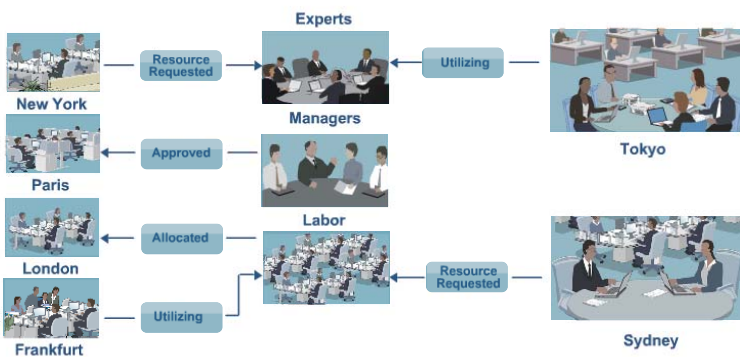 Experts
Resource
Requested
Utilizing
New York
Managers
Tokyo
Approved
Paris
Labor
Allocated
London
Resource
Requested
Utilizing
Frankfurt
Sydney